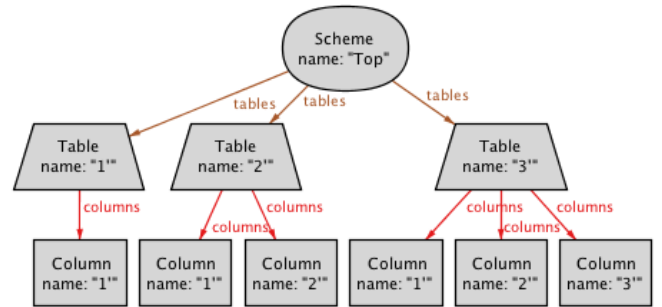 Scheme
name: "Top"
tables
tables
tables
Table
name: "1'"
Table
name: "2'"
Table
name: "3'"
columns
columns
columns
columns
columns
columns
Column
name: "1'"
Column
name: "1'"
Column
name: "2'"
Column
name: "1'"
Column
name: "2'"
Column
name: "3'"